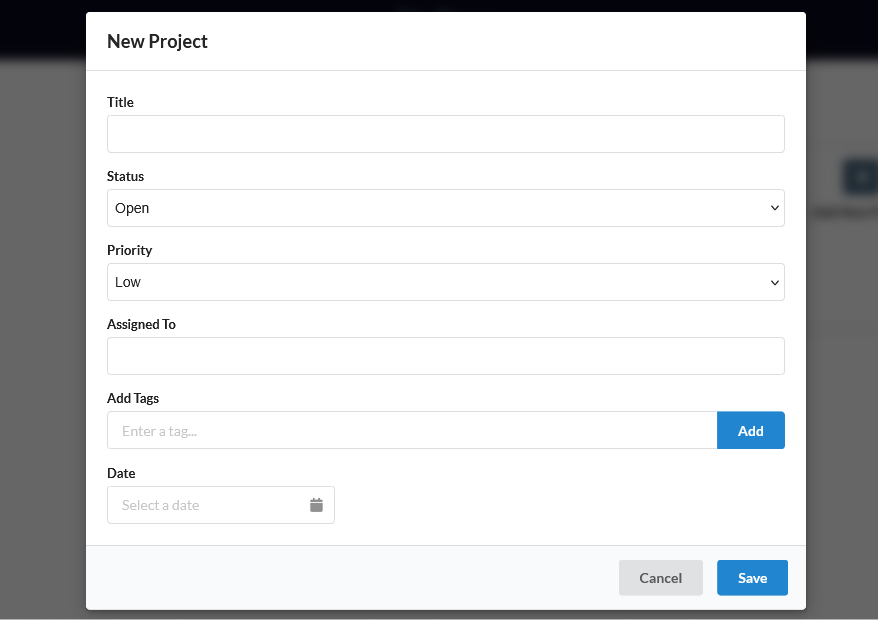 New Project
Title
Status
Open
Priority
Low
Assigned To
Add Tags
Enter a tag...
Add
Date
Select a date
Cancel
Save